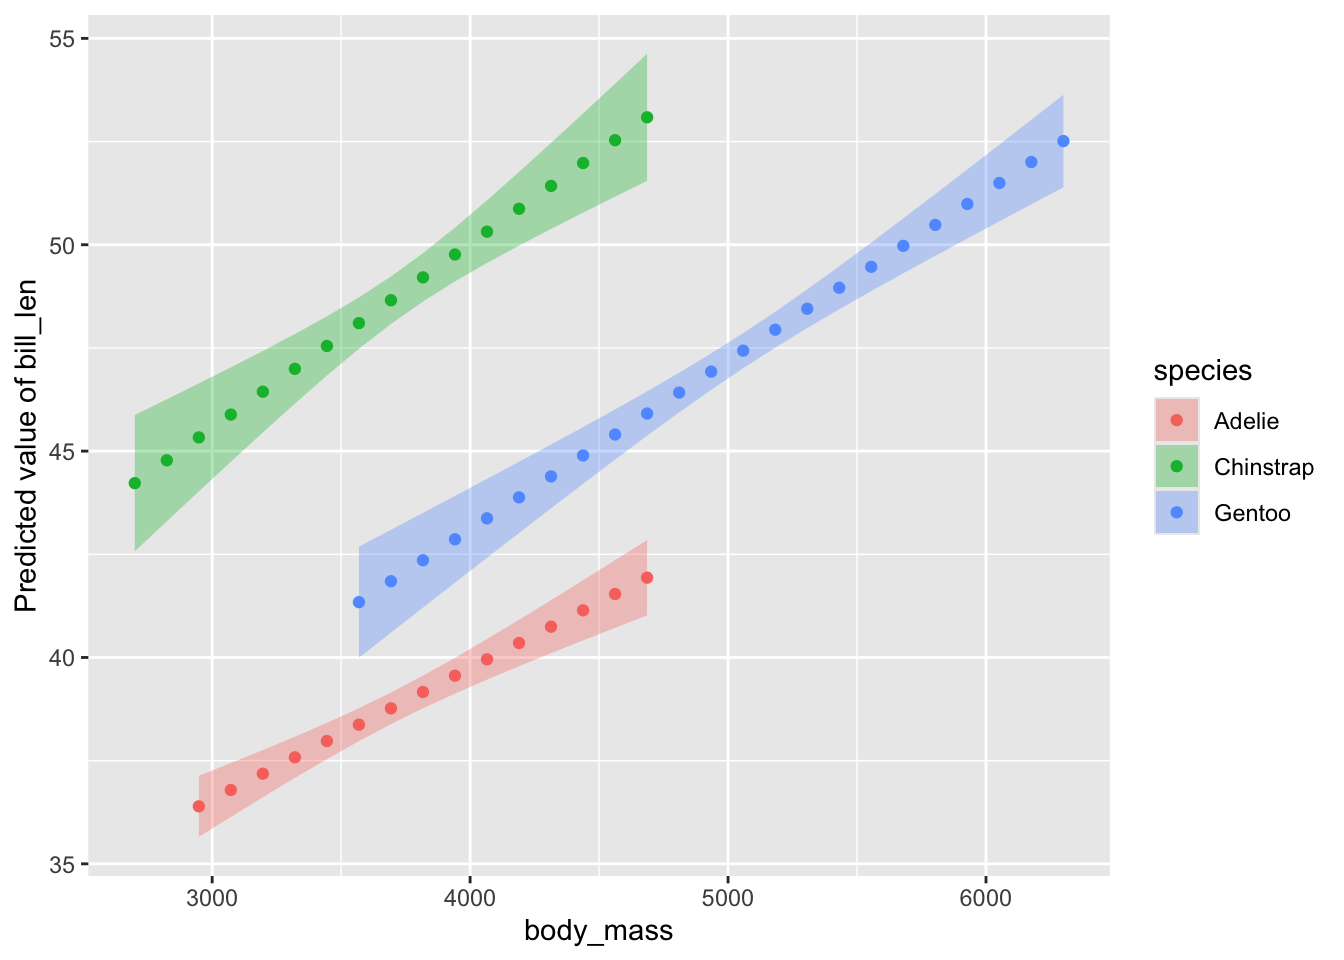 55
50
45
40
35
Predicted value of bill_len
3000 4000 5000 6000
body_mass
species
Adelie
Chinstrap
Gentoo